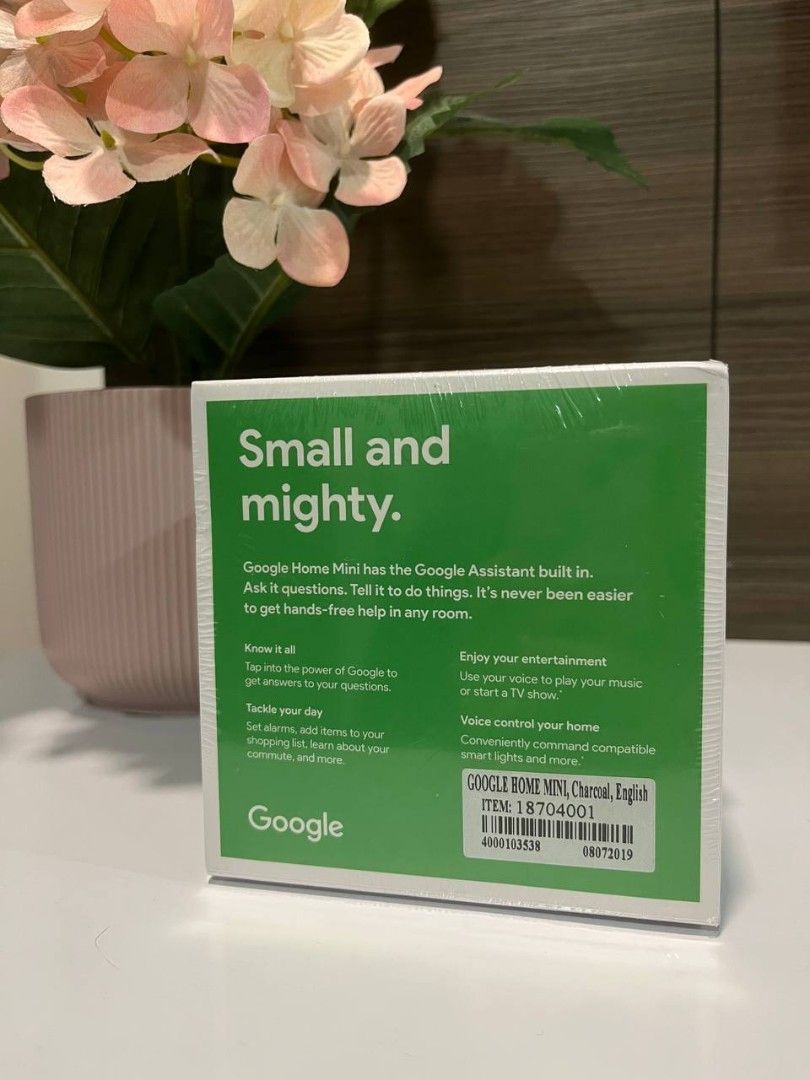 Small and
mighty.
Google Home Mini has the Google Assistant built in.
Ask it questions. Tell it to do things. It's never been easier
to get hands-free help in any room.
Know it all
Tap into the power of Google to
get answers to your questions.
Tackle your day
Set alarms, add items to your
shopping list, learn about your
commute, and more.
Enjoy your entertainment
Use your voice to play your music
or start a TV show.*
Voice control your home
Conveniently command compatible
smart lights and more.*
Google
GOOGLE HOME MINI, Charcoal, English
ITEM: 18704001
4000103538 08072019